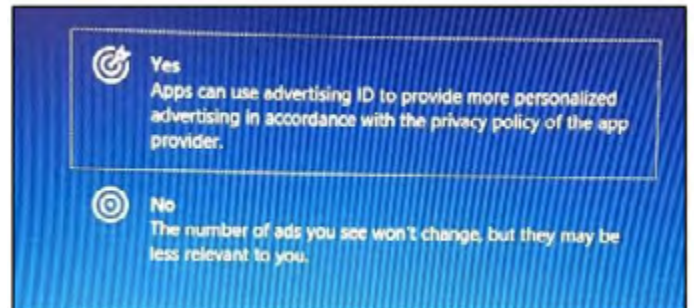 Yes
Apps can use advertising ID to provide more personalized
advertising in accordance with the privacy policy of the app
provider.
No
The number of ads you see won't change, but they may be
less relevant to you.